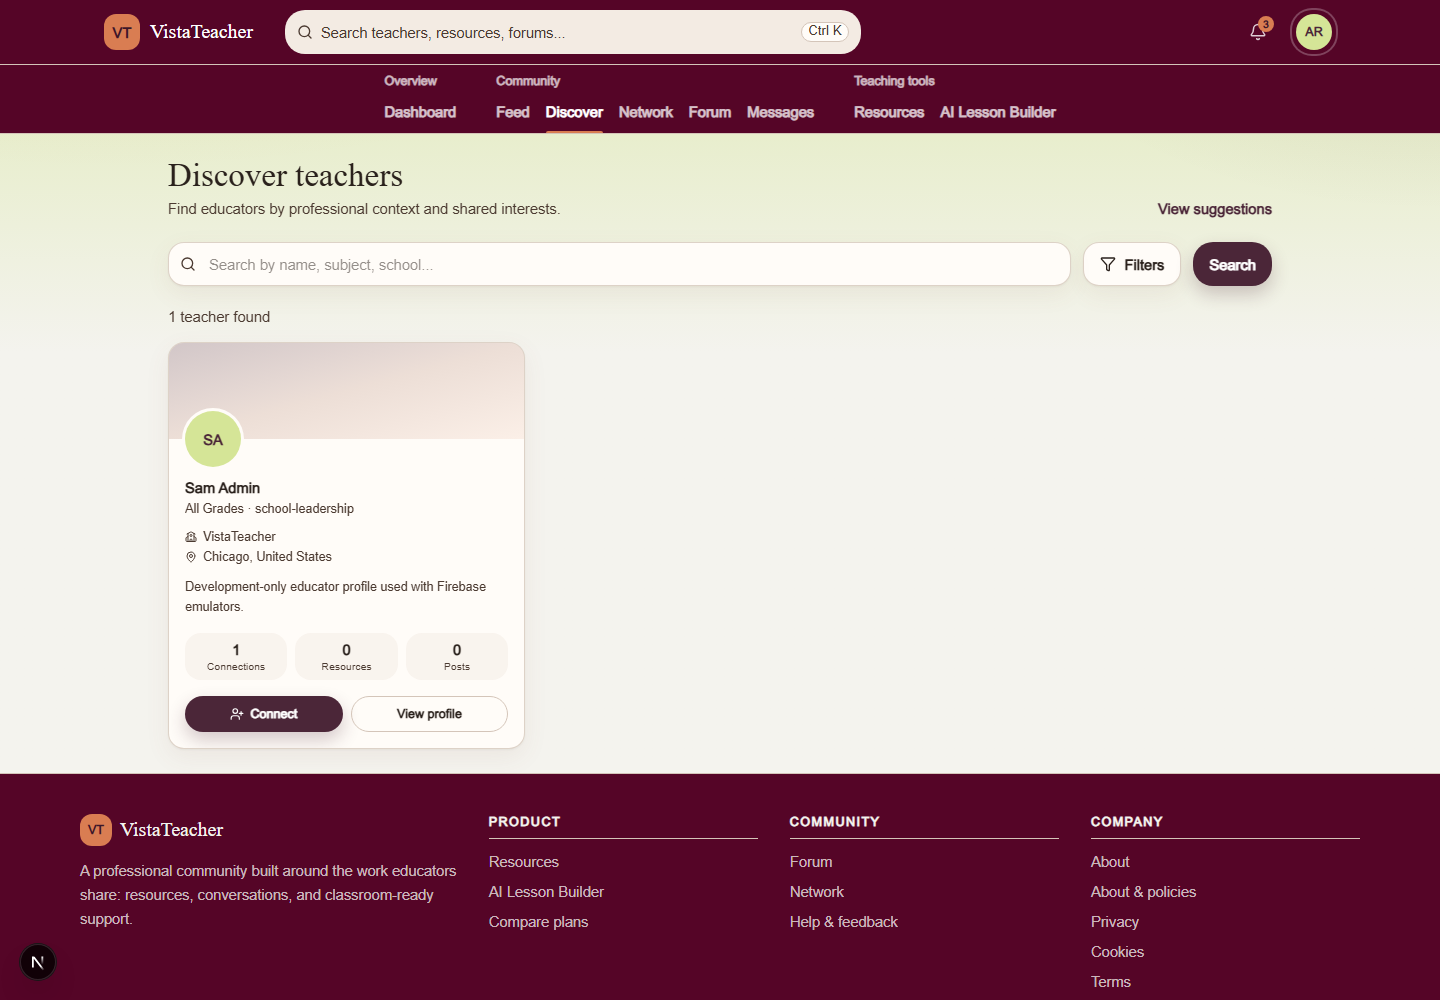 VT VistaTeacher
Search teachers, resources, forums... Ctrl K
3
AR
Overview
Dashboard
Community
Feed Discover Network Forum Messages
Teaching tools
Resources AI Lesson Builder
Discover teachers
Find educators by professional context and shared interests.
View suggestions
Search by name, subject, school...
Filters
Search
1 teacher found
SA
Sam Admin
All Grades · school-leadership
VistaTeacher
Chicago, United States
Development-only educator profile used with Firebase
emulators.
1
Connections
0
Resources
0
Posts
Connect
View profile
VT VistaTeacher
A professional community built around the work educators
share: resources, conversations, and classroom-ready
support.
PRODUCT
Resources
AI Lesson Builder
Compare plans
COMMUNITY
Forum
Network
Help & feedback
COMPANY
About
About & policies
Privacy
Cookies
Terms
N